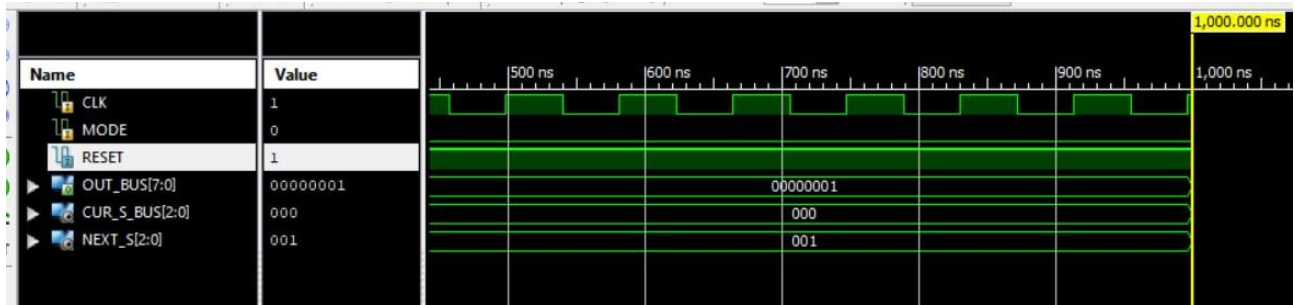 1,000.000 ns
Name Value
500 ns 600 ns 700 ns 800 ns 900 ns 1,000 ns
CLK 1
MODE 0
RESET 1
OUT_BUS[7:0] 00000001 00000001
CUR_S_BUS[2:0] 000 000
NEXT_S[2:0] 001 001